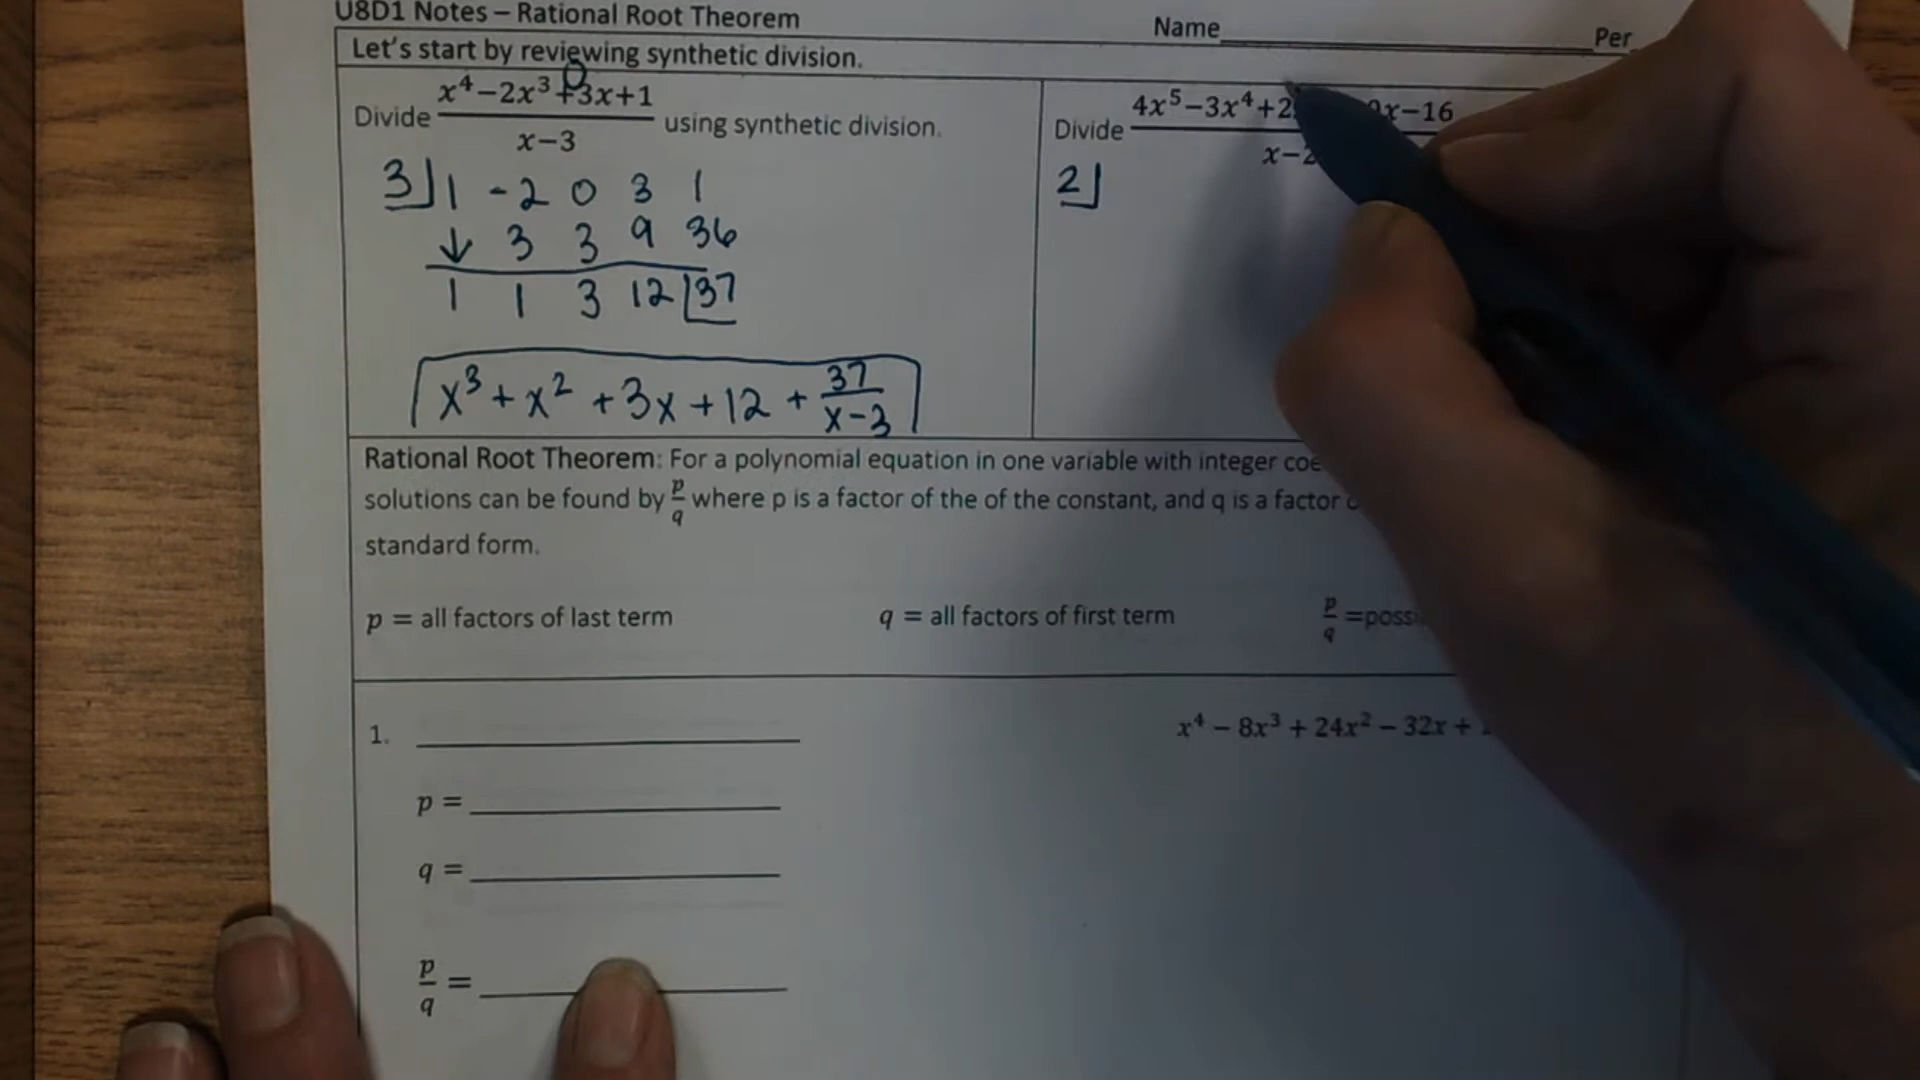 U8D1 Notes – Rational Root Theorem
Name
Per
Let's start by reviewing synthetic division.
Divide (x⁴−2x³+3x+1)/(x−3) using synthetic division.
0
3 1 -2 0 3 1
↓ 3 3 9 36
1 1 3 12 37
x³ + x² + 3x + 12 + 37/(x-3)
Divide 4x⁵−3x⁴+ x−16
x−
2
Rational Root Theorem: For a polynomial equation in one variable with integer
solutions can be found by p/q where p is a factor of the of the constant, and q is a factor
standard form.
p = all factors of last term
q = all factors of first term
p/q =
1.
x⁴ − 8x³ + 24x² − 32x +
p =
q =
p/q =